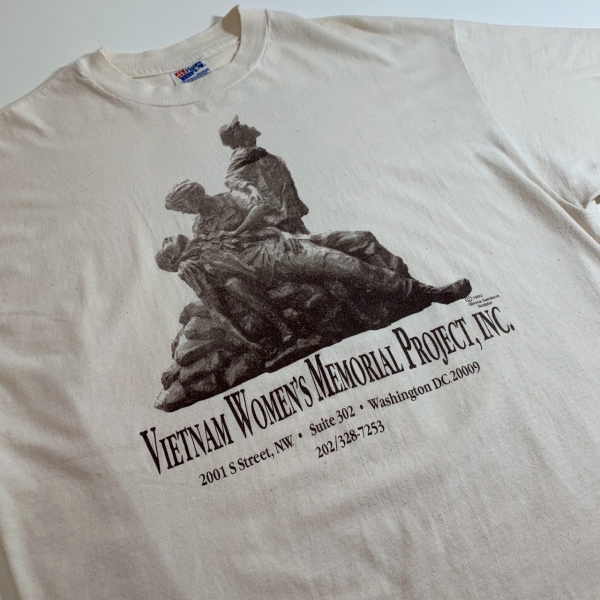 VIETNAM WOMEN'S MEMORIAL PROJECT, INC.
2001 S Street, NW • Suite 302 • Washington DC 20009
202/328-7253